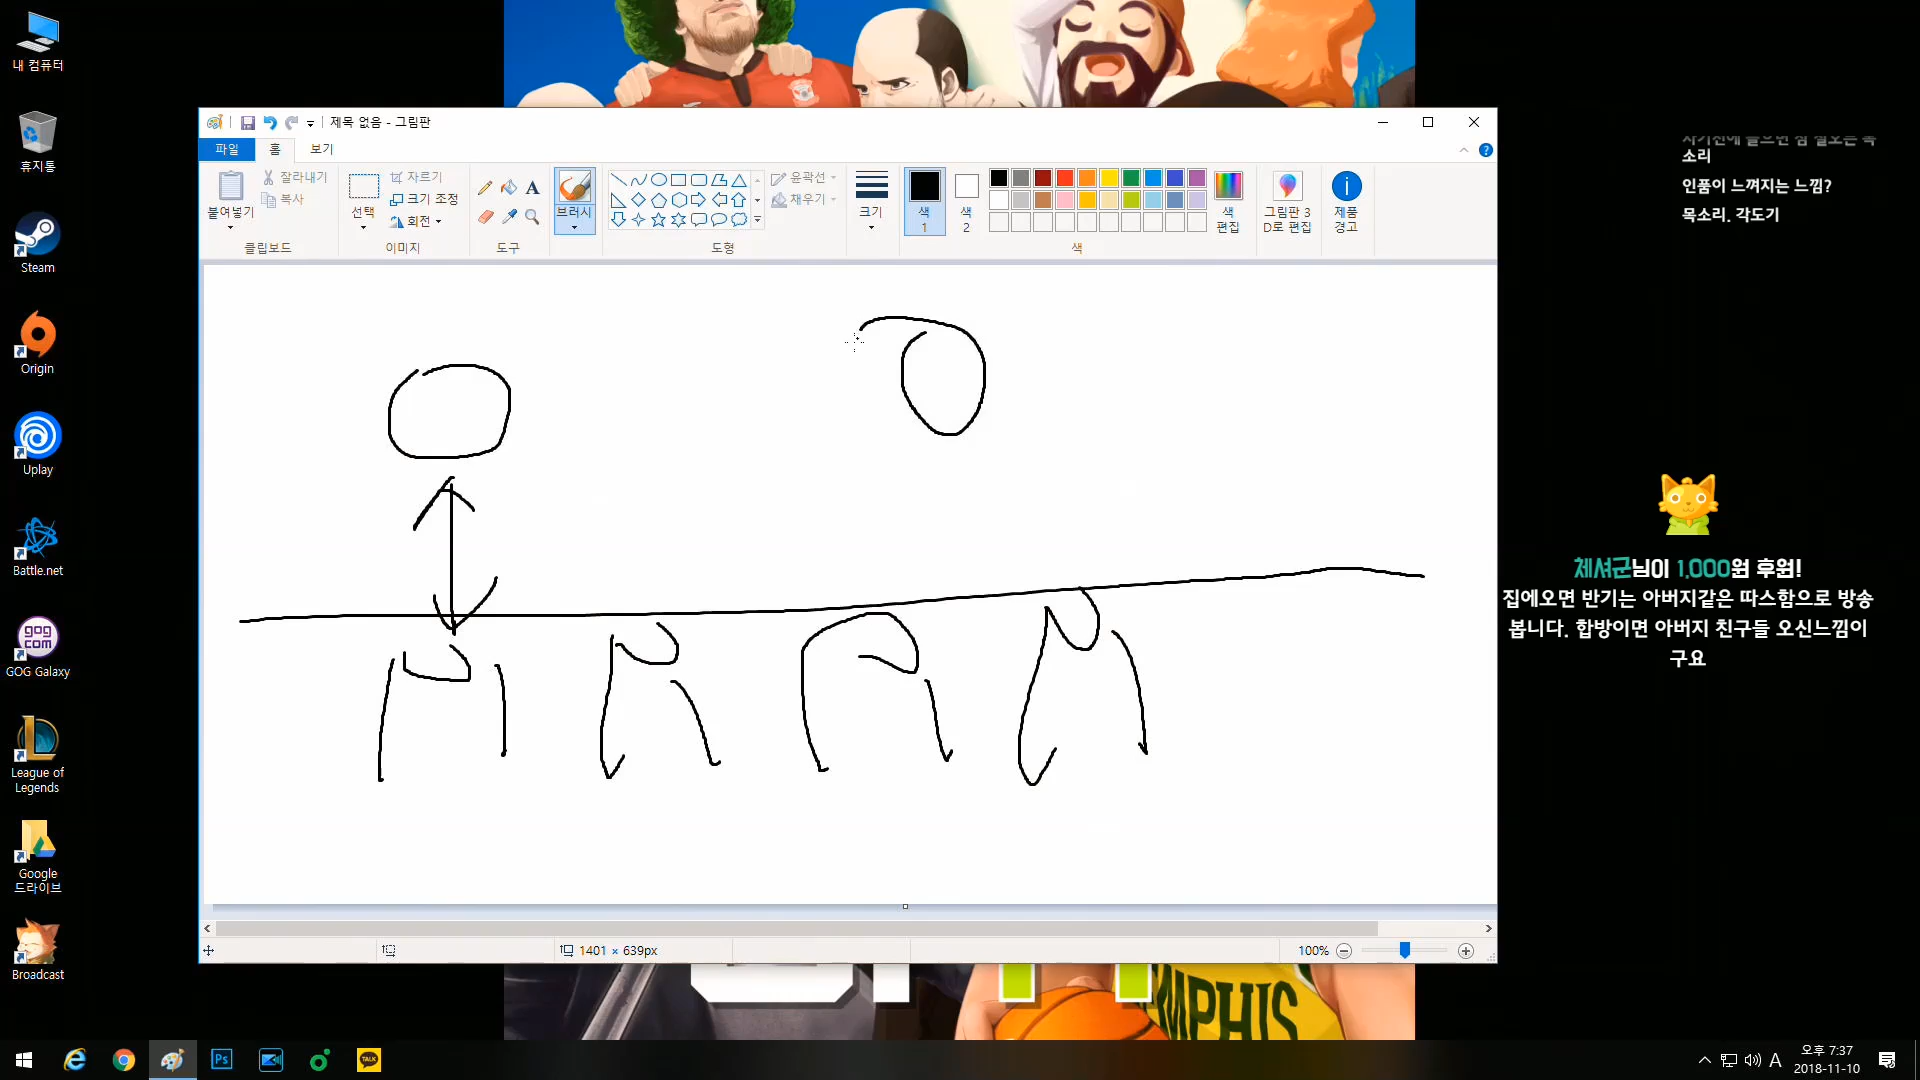 내 컴퓨터
휴지통
Steam
Origin
Uplay
Battle.net
gog
com
GOG Galaxy
League of
Legends
Google
드라이브
Broadcast
제목 없음 - 그림판
파일
홈
보기
붙여넣기
잘라내기
복사
클립보드
선택
자르기
크기 조정
회전
이미지
A
도구
브러시
윤곽선
채우기
도형
크기
색
1
색
2
색
편집
색
그림판 3
D로 편집
제품
경고
소리
인품이 느껴지는 느낌?
목소리. 각도기
체셔군님이 1,000원 후원!
집에오면 반기는 아버지같은 따스함으로 방송
봅니다. 합방이면 아버지 친구들 오신느낌이
구요
1401 × 639px
100%
MPHIS
Ps
TALK
A
오후 7:37
2018-11-10